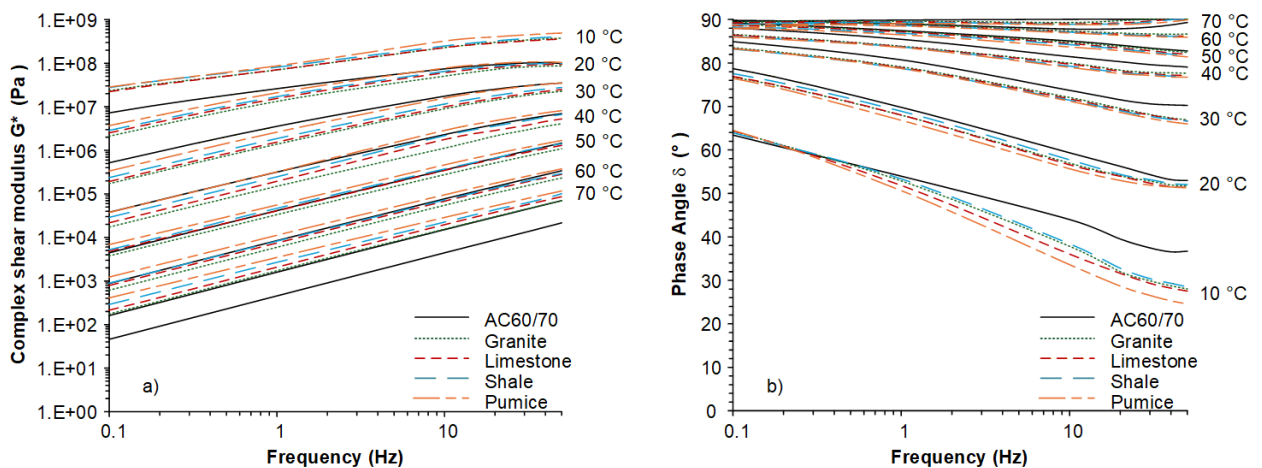 Complex shear modulus G* (Pa)
1.E+09
1.E+08
1.E+07
1.E+06
1.E+05
1.E+04
1.E+03
1.E+02
1.E+01
1.E+00
10 °C
20 °C
30 °C
40 °C
50 °C
60 °C
70 °C
AC60/70
Granite
Limestone
Shale
Pumice
a)
0.1 1 10
Frequency (Hz)
Phase Angle δ (°)
90
80
70
60
50
40
30
20
10
0
70 °C
60 °C
50 °C
40 °C
30 °C
20 °C
10 °C
AC60/70
Granite
Limestone
Shale
Pumice
b)
0.1 1 10
Frequency (Hz)